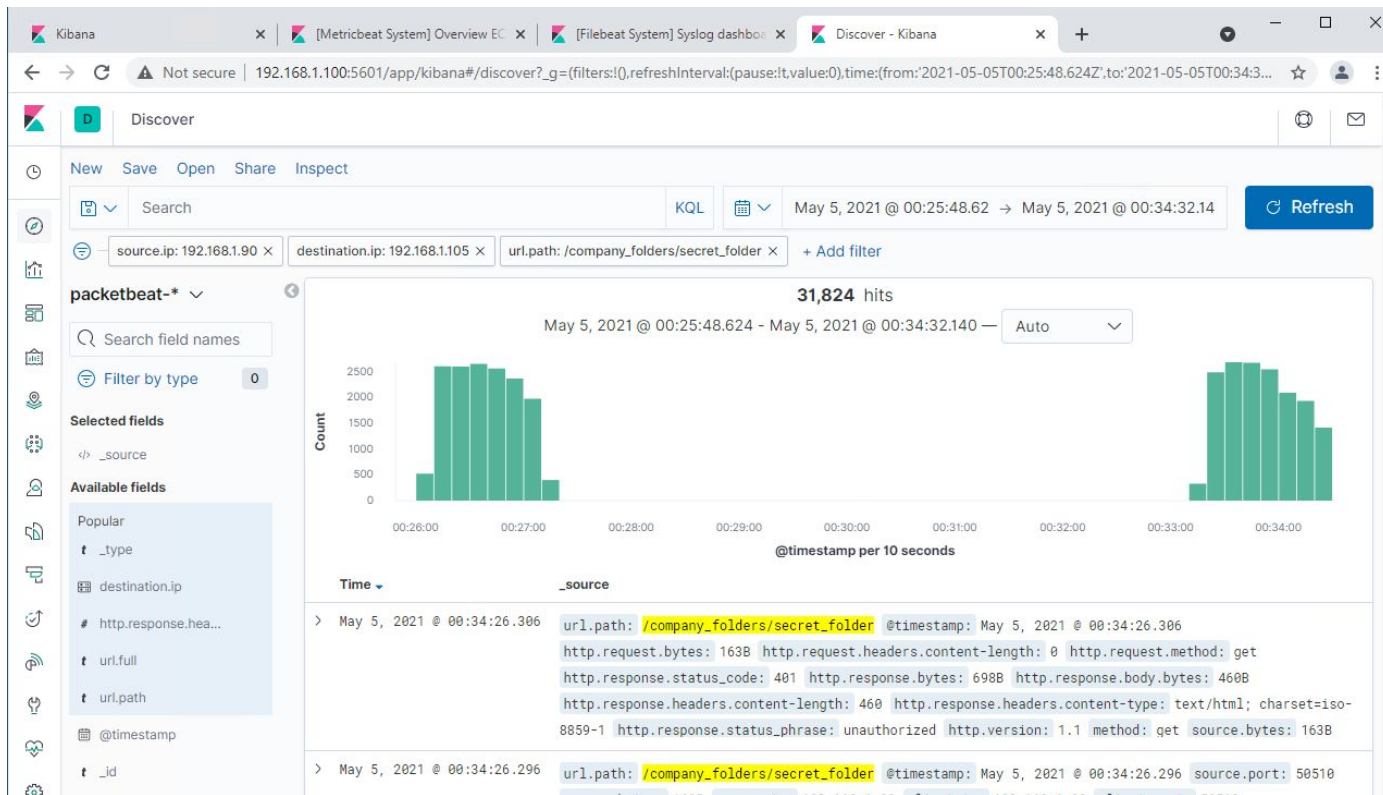 Kibana
[Metricbeat System] Overview EC
[Filebeat System] Syslog dashboa
Discover - Kibana
Not secure | 192.168.1.100:5601/app/kibana#/discover?_g=(filters:!(),refreshInterval:(pause:!t,value:0),time:(from:'2021-05-05T00:25:48.624Z',to:'2021-05-05T00:34:3...
D Discover
New Save Open Share Inspect
Search KQL May 5, 2021 @ 00:25:48.62 → May 5, 2021 @ 00:34:32.14 Refresh
source.ip: 192.168.1.90 × destination.ip: 192.168.1.105 × url.path: /company_folders/secret_folder × + Add filter
packetbeat-*
Search field names
Filter by type 0
Selected fields
_source
Available fields
Popular
t _type
destination.ip
# http.response.hea...
t url.full
t url.path
@timestamp
t _id
31,824 hits
May 5, 2021 @ 00:25:48.624 - May 5, 2021 @ 00:34:32.140 — Auto
Count
2500
2000
1500
1000
500
0
00:26:00 00:27:00 00:28:00 00:29:00 00:30:00 00:31:00 00:32:00 00:33:00 00:34:00
@timestamp per 10 seconds
Time _source
May 5, 2021 @ 00:34:26.306 url.path: /company_folders/secret_folder @timestamp: May 5, 2021 @ 00:34:26.306
http.request.bytes: 163B http.request.headers.content-length: 0 http.request.method: get
http.response.status_code: 401 http.response.bytes: 698B http.response.body.bytes: 460B
http.response.headers.content-length: 460 http.response.headers.content-type: text/html; charset=iso-
8859-1 http.response.status_phrase: unauthorized http.version: 1.1 method: get source.bytes: 163B
May 5, 2021 @ 00:34:26.296 url.path: /company_folders/secret_folder @timestamp: May 5, 2021 @ 00:34:26.296 source.port: 50510